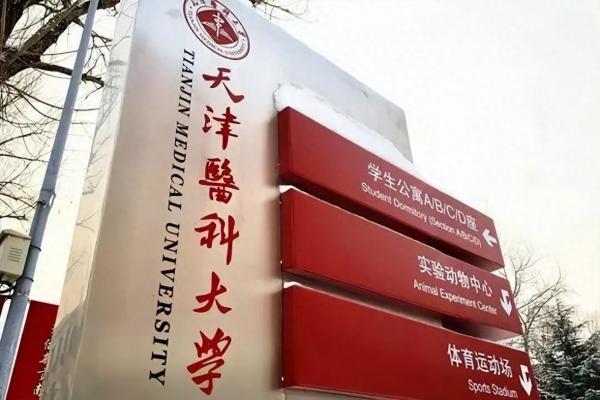 天津醫科大学
TIANJIN MEDICAL UNIVERSITY
学生公寓A/B/C/D座
Student Dormitory (Section A/B/C/D)
实验动物中心
Animal Experiment Center
体育运动场
Sports Stadium